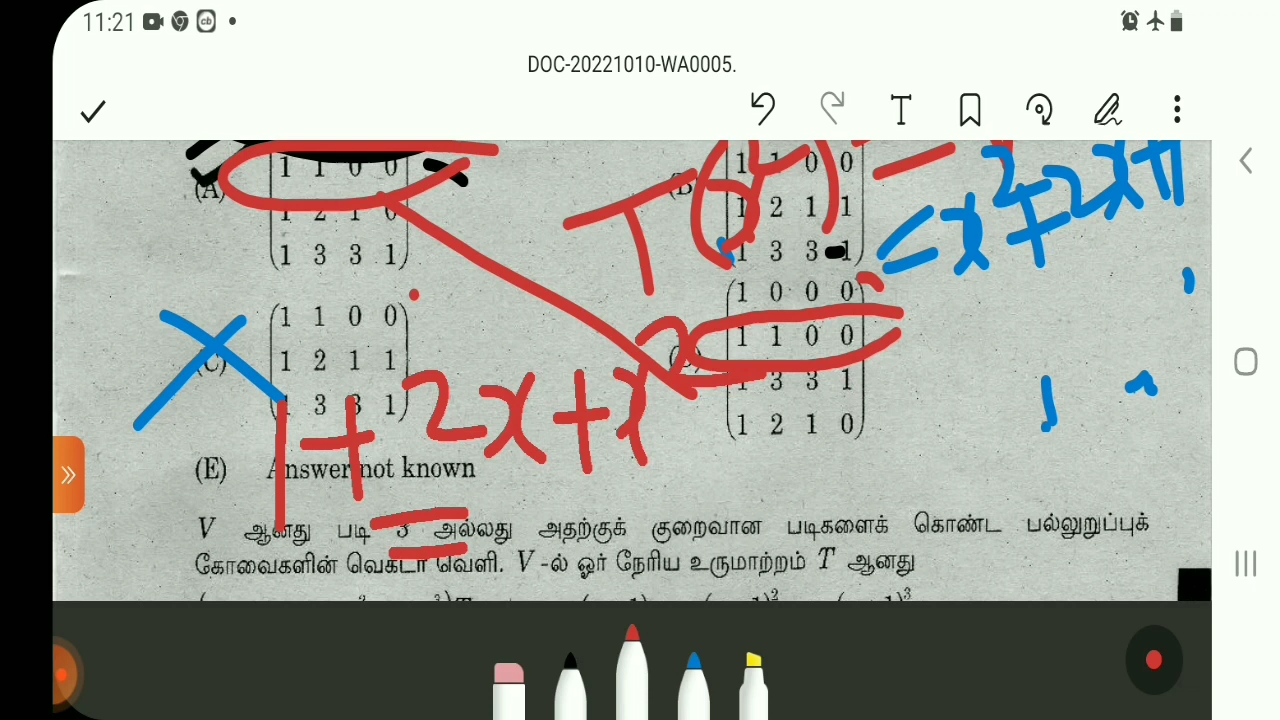 11:21
DOC-20221010-WA0005.
T
(A) 1 1 0 0
1 2 1 0
1 3 3 1
(B 1 1 0 0
1 2 1 1
1 3 3 1
x²+2x+1
(C) 1 1 0 0
1 2 1 1
1 3 3 1
1 0 0 0
1 1 0 0
1 3 3 1
1 2 1 0
1+2x+x²
(E) Answer not known
V ஆனது படி 3 அல்லது அதற்குக் குறைவான படிகளைக் கொண்ட பல்லுறுப்புக்
கோவைகளின் வெக்டர் வெளி. V -ல் ஓர் நேரிய உருமாற்றம் T ஆனது